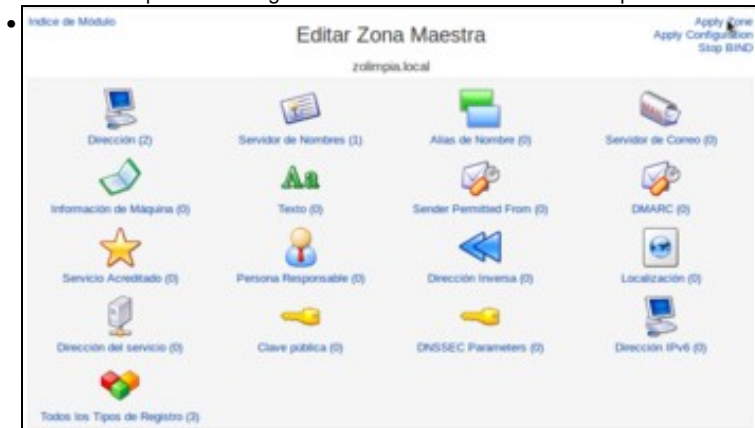 Indice de Módulo
Editar Zona Maestra
zolimpia.local
Apply Zone
Apply Configuration
Stop BIND
Dirección (2)
Servidor de Nombres (1)
Alias de Nombre (0)
Servidor de Correo (0)
Información de Máquina (0)
Texto (0)
Sender Permitted From (0)
DMARC (0)
Servicio Acreditado (0)
Persona Responsable (0)
Dirección Inversa (0)
Localización (0)
Dirección del servicio (0)
Clave pública (0)
DNSSEC Parameters (0)
Dirección IPv6 (0)
Todos los Tipos de Registro (3)